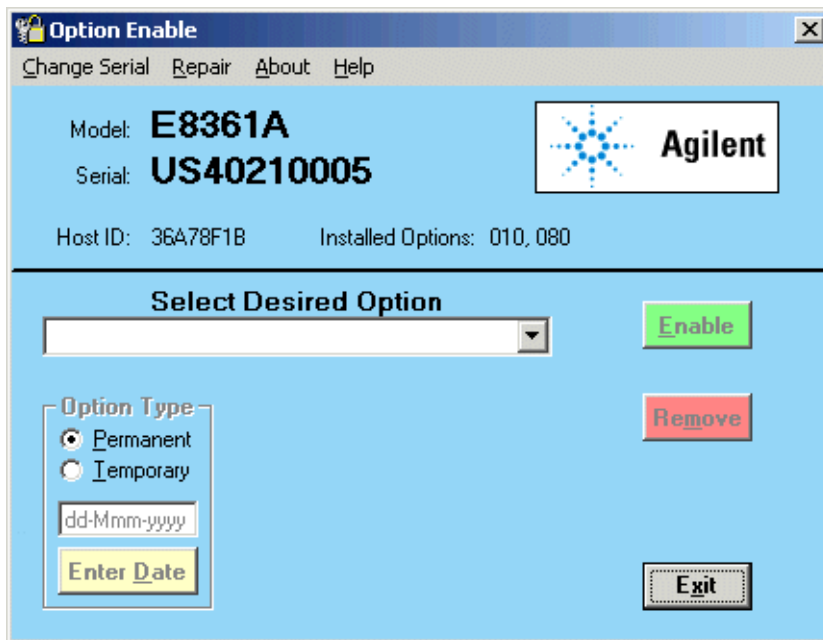 Option Enable
Change Serial Repair About Help
Model: E8361A
Serial: US40210005
Agilent
Host ID: 36A78F1B Installed Options: 010, 080
Select Desired Option
Enable
Option Type
Permanent
Temporary
dd-Mmm-yyyy
Enter Date
Remove
Exit